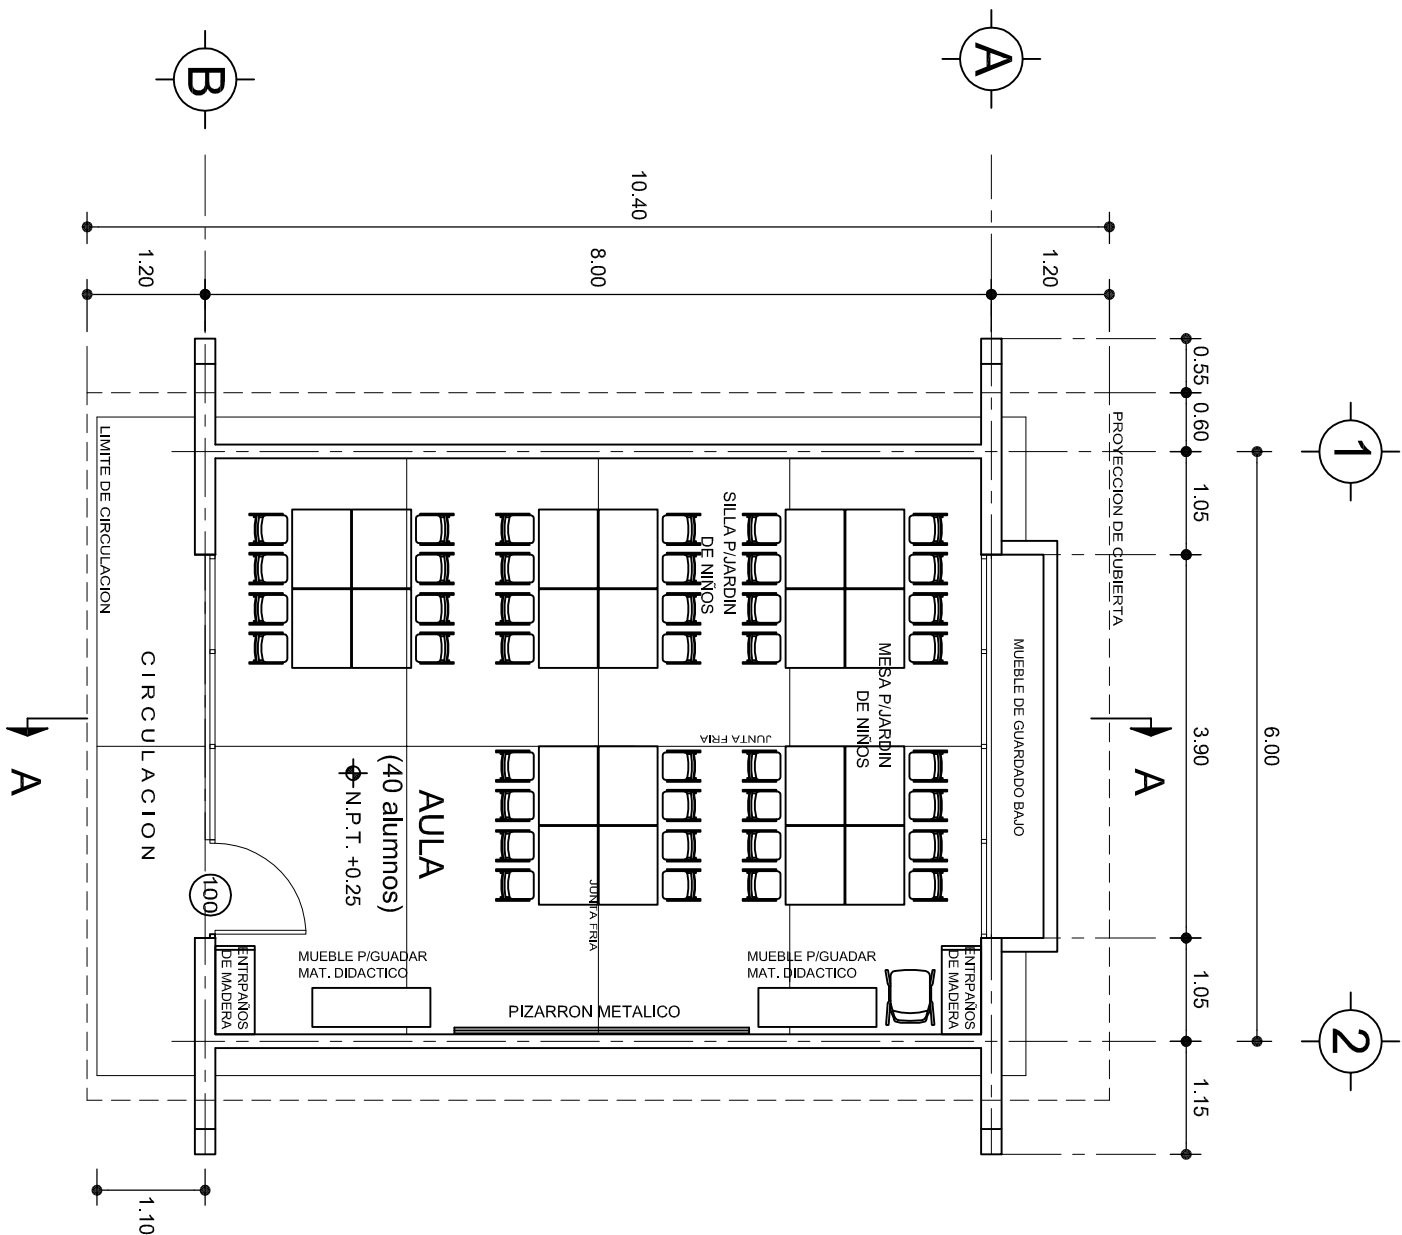 B
A
10.40
1.20
8.00
1.20
0.55
0.60
1.05
3.90
1.05
1.15
6.00
1
2
PROYECCION DE CUBIERTA
LIMITE DE CIRCULACION
CIRCULACION
SILLA P/JARDIN
DE NIÑOS
MESA P/JARDIN
DE NIÑOS
MUEBLE DE GUARDADO BAJO
JUNTA FRIA
JUNTA FRIA
A
A
AULA
(40 alumnos)
N.P.T. +0.25
100
ENTRPAÑOS
DE MADERA
MUEBLE P/GUADAR
MAT. DIDACTICO
PIZARRON METALICO
MUEBLE P/GUADAR
MAT. DIDACTICO
ENTRPAÑOS
DE MADERA
1.10